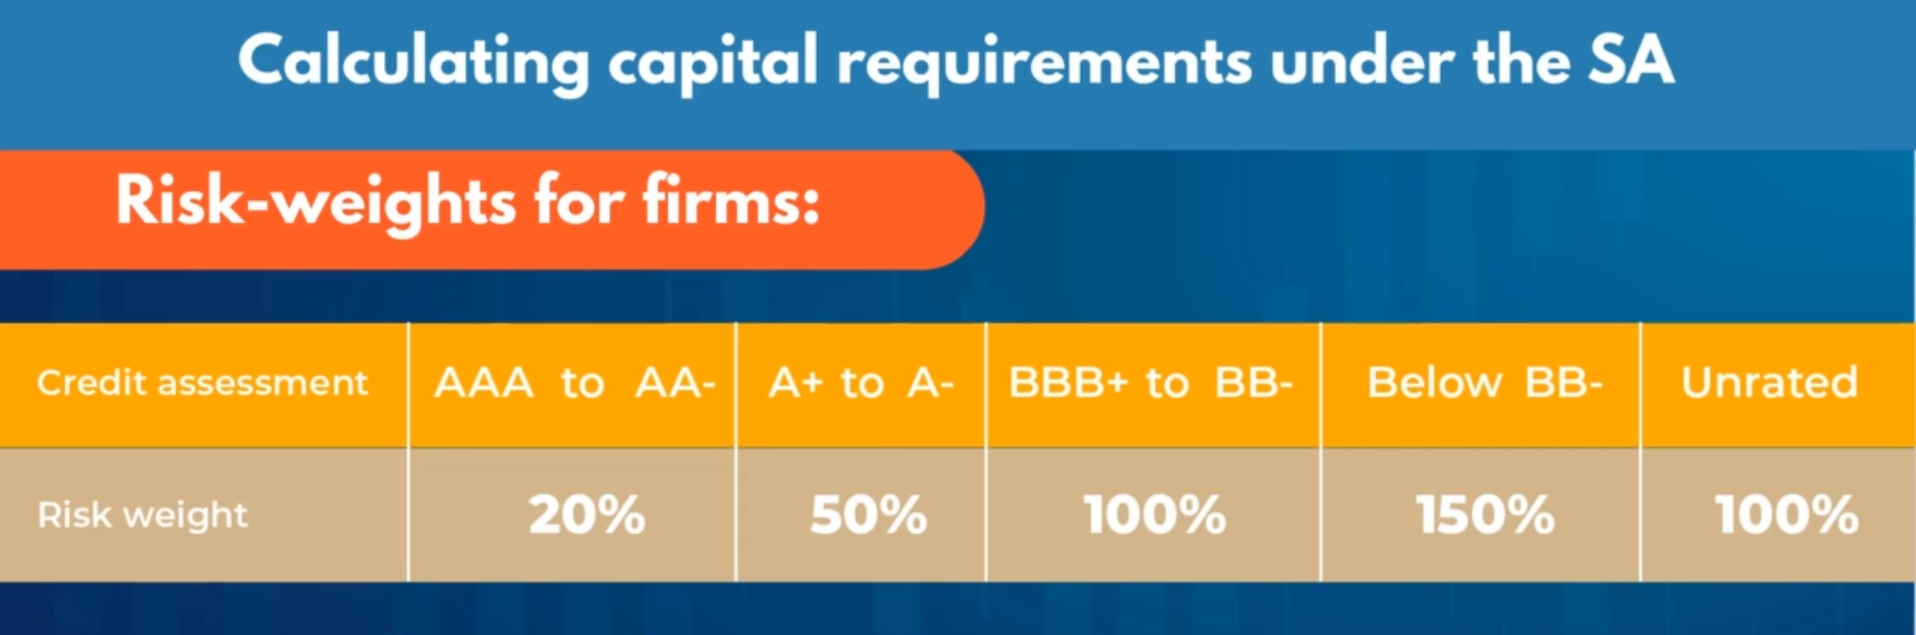 Calculating capital requirements under the SA
Risk-weights for firms:
Credit assessment AAA to AA- A+ to A- BBB+ to BB- Below BB- Unrated
Risk weight 20% 50% 100% 150% 100%